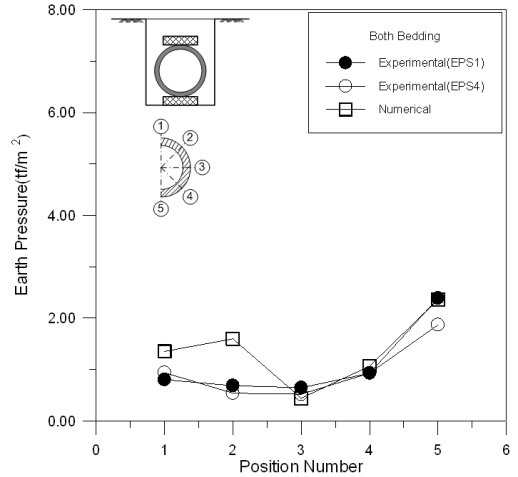 8.00
6.00
4.00
2.00
0.00
Earth Pressure(tf/m²)
Both Bedding
Experimental(EPS1)
Experimental(EPS4)
Numerical
1
2
3
4
5
0 1 2 3 4 5 6
Position Number